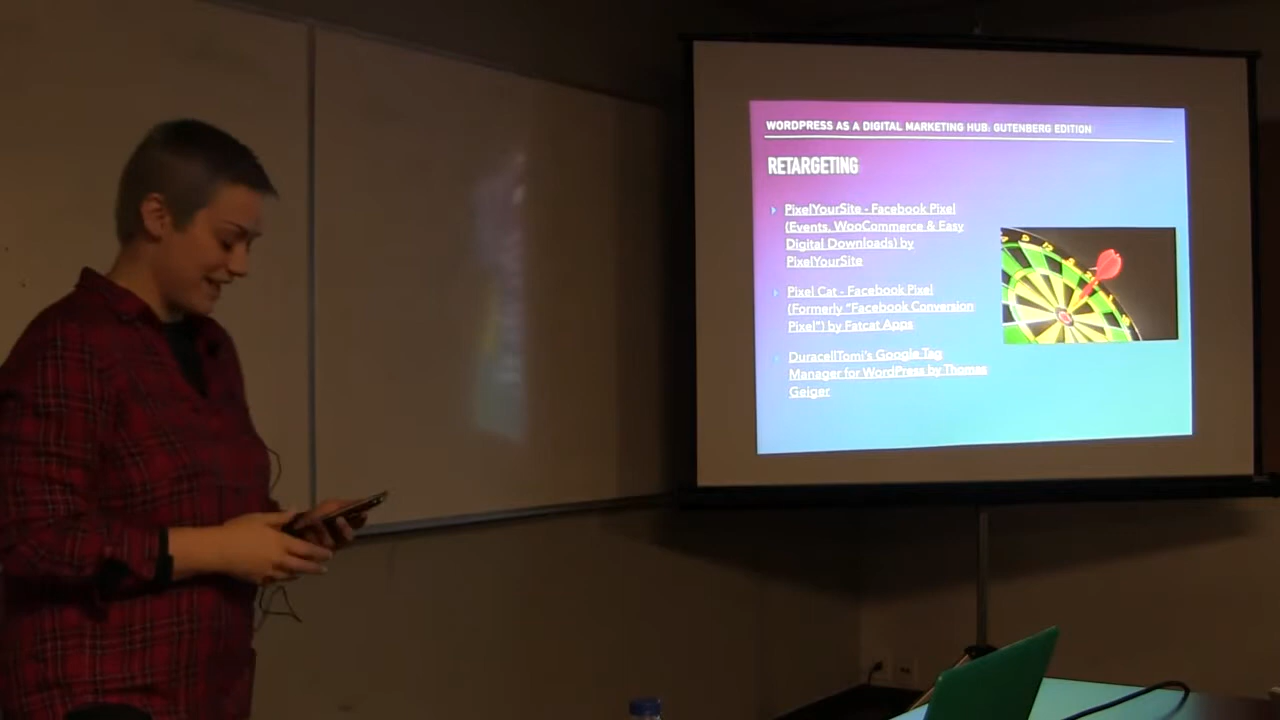 WORDPRESS AS A DIGITAL MARKETING HUB: GUTENBERG EDITION
RETARGETING
PixelYourSite - Facebook Pixel
(Events, WooCommerce & Easy
Digital Downloads) by
PixelYourSite
Pixel Cat - Facebook Pixel
(Formerly "Facebook Conversion
Pixel") by Fatcat Apps
DuracellTomi's Google Tag
Manager for WordPress by Thomas
Geiger